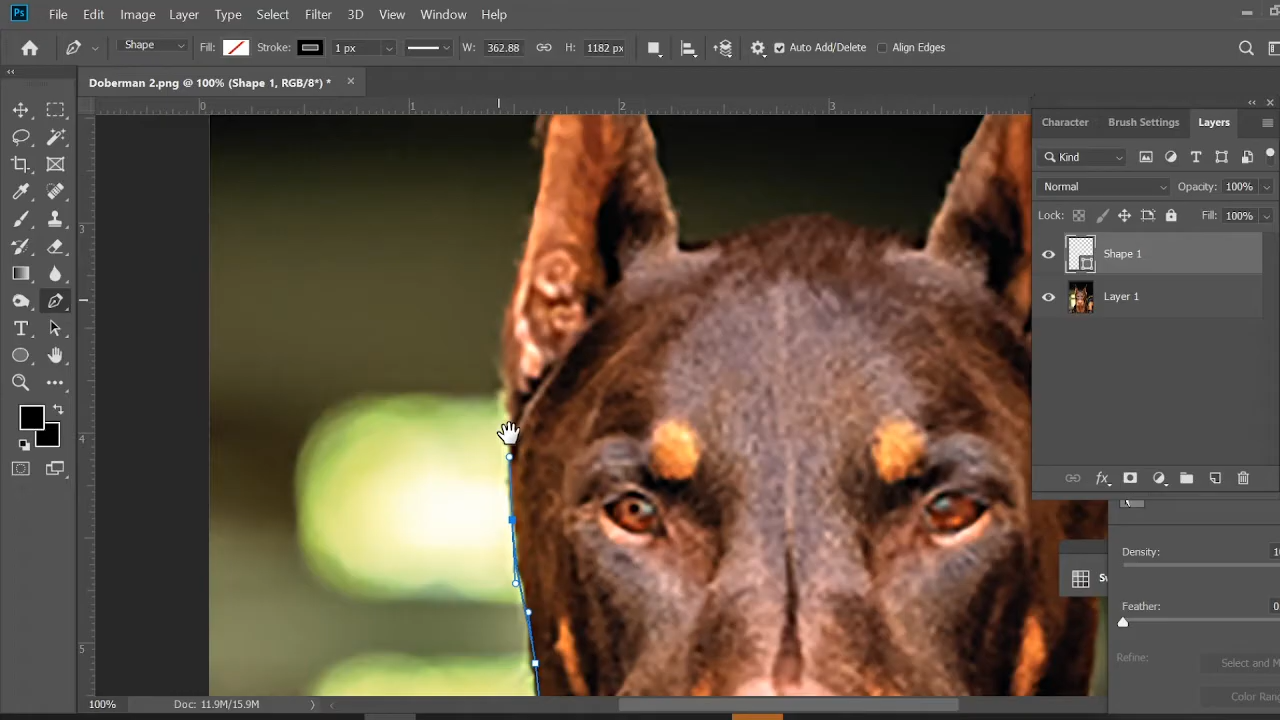 Ps File Edit Image Layer Type Select Filter 3D View Window Help
Shape Fill: Stroke: 1 px W: 362.88 H: 1182 px Auto Add/Delete Align Edges
Doberman 2.png @ 100% (Shape 1, RGB/8*) *
0 1 2 3
3
4
5
Character Brush Settings Layers
Kind
Normal Opacity: 100%
Lock: Fill: 100%
Shape 1
Layer 1
fx
Density:
Feather:
Refine: Select and M
Color Ran
100% Doc: 11.9M/15.9M